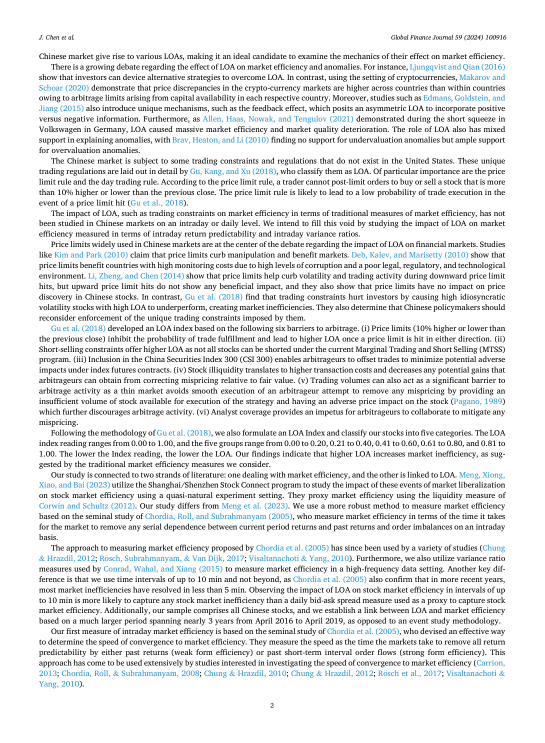 J. Chen et al.
Global Finance Journal 59 (2024) 100916
Chinese market give rise to various LOAs, making it an ideal candidate to examine the mechanics of their effect on market efficiency.
There is a growing debate regarding the effect of LOA on market efficiency and anomalies. For instance, Ljungqvist and Qian (2016)
show that investors can device alternative strategies to overcome LOA. In contrast, using the setting of cryptocurrencies, Makarov and
Schoar (2020) demonstrate that price discrepancies in the crypto-currency markets are higher across countries than within countries
owing to arbitrage limits arising from capital availability in each respective country. Moreover, studies such as Edmans, Goldstein, and
Jiang (2015) also introduce unique mechanisms, such as the feedback effect, which posits an asymmetric LOA to incorporate positive
versus negative information. Furthermore, as Allen, Haas, Nowak, and Tengulov (2021) demonstrated during the short squeeze in
Volkswagen in Germany, LOA caused massive market efficiency and market quality deterioration. The role of LOA also has mixed
support in explaining anomalies, with Brav, Heaton, and Li (2010) finding no support for undervaluation anomalies but ample support
for overvaluation anomalies.
The Chinese market is subject to some trading constraints and regulations that do not exist in the United States. These unique
trading regulations are laid out in detail by Gu, Kang, and Xu (2018), who classify them as LOA. Of particular importance are the price
limit rule and the day trading rule. According to the price limit rule, a trader cannot post-limit orders to buy or sell a stock that is more
than 10% higher or lower than the previous close. The price limit rule is likely to lead to a low probability of trade execution in the
event of a price limit hit (Gu et al., 2018).
The impact of LOA, such as trading constraints on market efficiency in terms of traditional measures of market efficiency, has not
been studied in Chinese markets on an intraday or daily level. We intend to fill this void by studying the impact of LOA on market
efficiency measured in terms of intraday return predictability and intraday variance ratios.
Price limits widely used in Chinese markets are at the center of the debate regarding the impact of LOA on financial markets. Studies
like Kim and Park (2010) claim that price limits curb manipulation and benefit markets. Deb, Kalev, and Marisetty (2010) show that
price limits benefit countries with high monitoring costs due to high levels of corruption and a poor legal, regulatory, and technological
environment. Li, Zheng, and Chen (2014) show that price limits help curb volatility and trading activity during downward price limit
hits, but upward price limit hits do not show any beneficial impact, and they also show that price limits have no impact on price
discovery in Chinese stocks. In contrast, Gu et al. (2018) find that trading constraints hurt investors by causing high idiosyncratic
volatility stocks with high LOA to underperform, creating market inefficiencies. They also demonstrate that Chinese policymakers should
reconsider enforcement of the unique trading constraints imposed by them.
Gu et al. (2018) developed an LOA index based on the following six barriers to arbitrage. (i) Price limits (10% higher or lower than
the previous close) inhibit the probability of trade fulfillment and lead to higher LOA once a price limit is hit in either direction. (ii)
Short-selling constraints offer higher LOA as not all stocks can be shorted under the current Marginal Trading and Short Selling (MTSS)
program. (iii) Inclusion in the China Securities Index 300 (CSI 300) enables arbitrageurs to offset trades to minimize potential adverse
impacts under index futures contracts. (iv) Stock illiquidity translates to higher transaction costs and decreases any potential gains that
arbitrageurs can obtain from correcting mispricing relative to fair value. (v) Trading volumes can also act as a significant barrier to
arbitrage activity as a thin market avoids smooth execution of an arbitrageur attempt to remove any mispricing by providing an
insufficient volume of stock available for execution of the strategy and having an adverse price impact on the stock (Pagano, 1989)
which further discourages arbitrage activity. (vi) Analyst coverage provides an impetus for arbitrageurs to collaborate to mitigate any
mispricing.
Following the methodology of Gu et al. (2018), we also formulate an LOA Index and classify our stocks into five categories. The LOA
index reading ranges from 0.00 to 1.00, and the five groups range from 0.00 to 0.20, 0.21 to 0.40, 0.41 to 0.60, 0.61 to 0.80, and 0.81 to
1.00. The lower the Index reading, the lower the LOA. Our findings indicate that higher LOA increases market inefficiency, as sug-
gested by the traditional market efficiency measures we consider.
Our study is connected to two strands of literature: one dealing with market efficiency, and the other is linked to LOA. Meng, Xiong,
Xiao, and Bai (2023) utilize the Shanghai/Shenzhen Stock Connect program to study the impact of these events of market liberalization
on stock market efficiency using a quasi-natural experiment setting. They proxy market efficiency using the liquidity measure of
Corwin and Schultz (2012). Our study differs from Meng et al. (2023). We use a more robust method to measure market efficiency
based on the seminal study of Chordia, Roll, and Subrahmanyam (2005), who measure market efficiency in terms of the time it takes
for the market to remove any serial dependence between current period returns and past returns and order imbalances on an intraday
basis.
The approach to measuring market efficiency proposed by Chordia et al. (2005) has since been used by a variety of studies (Chung
& Hrazdil, 2012; Rösch, Subrahmanyam, & Van Dijk, 2017; Visaltanachoti & Yang, 2010). Furthermore, we also utilize variance ratio
measures used by Conrad, Wahal, and Xiang (2015) to measure market efficiency in a high-frequency data setting. Another key dif-
ference is that we use time intervals of up to 10 min and not beyond, as Chordia et al. (2005) also confirm that in more recent years,
most market inefficiencies have resolved in less than 5 min. Observing the impact of LOA on stock market efficiency in intervals of up
to 10 min is more likely to capture any stock market inefficiency than a daily bid-ask spread measure used as a proxy to capture stock
market efficiency. Additionally, our sample comprises all Chinese stocks, and we establish a link between LOA and market efficiency
based on a much larger period spanning nearly 3 years from April 2016 to April 2019, as opposed to an event study methodology.
Our first measure of intraday market efficiency is based on the seminal study of Chordia et al. (2005), who devised an effective way
to determine the speed of convergence to market efficiency. They measure the speed as the time the markets take to remove all return
predictability by either past returns (weak form efficiency) or past short-term interval order flows (strong form efficiency). This
approach has come to be used extensively by studies interested in investigating the speed of convergence to market efficiency (Carrion,
2013; Chordia, Roll, & Subrahmanyam, 2008; Chung & Hrazdil, 2010; Chung & Hrazdil, 2012; Rösch et al., 2017; Visaltanachoti &
Yang, 2010).
2